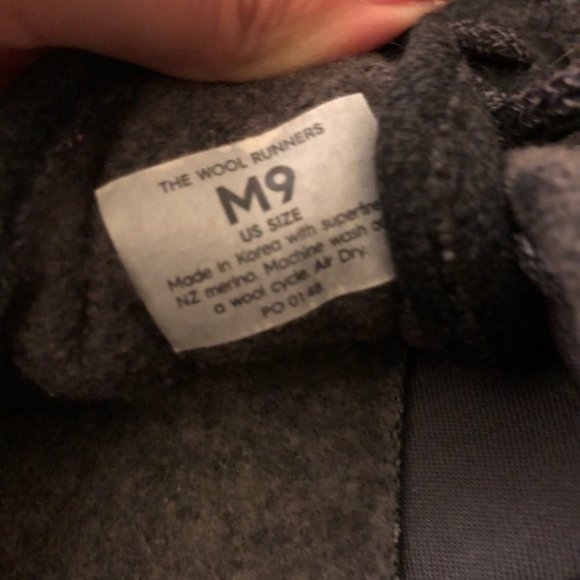 THE WOOL RUNNERS
M9
US SIZE
Made in Korea with superfine
NZ merino. Machine wash on
a wool cycle. Air Dry.
PO 0148